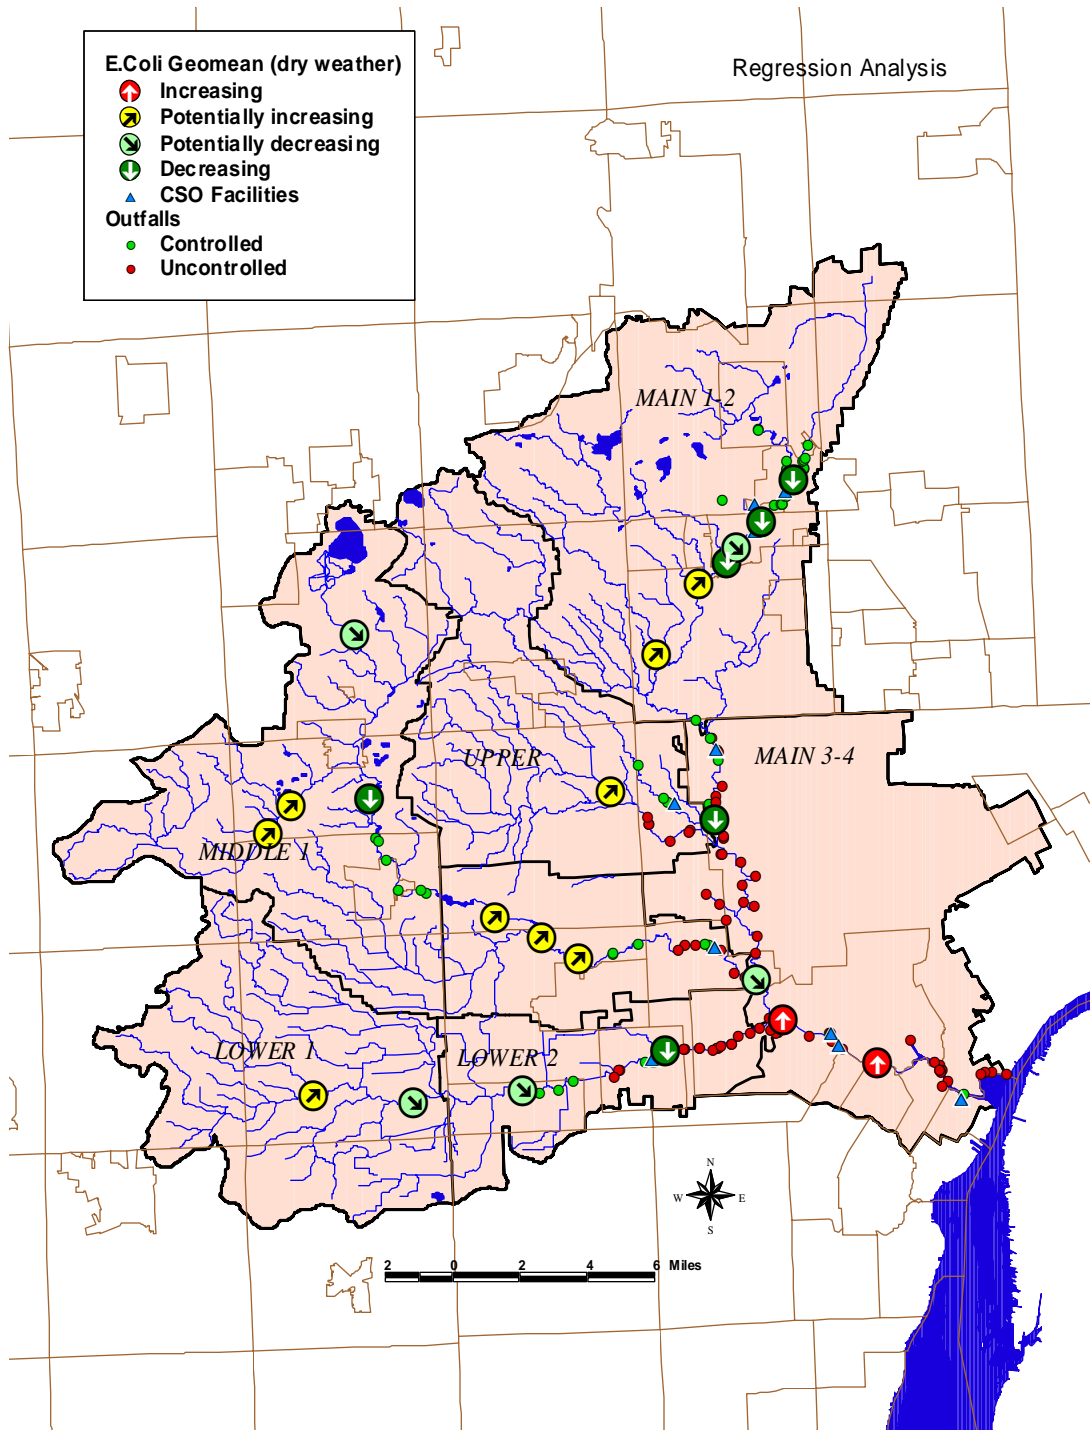 E.Coli Geomean (dry weather)
Increasing
Potentially increasing
Potentially decreasing
Decreasing
CSO Facilities
Outfalls
Controlled
Uncontrolled
Regression Analysis
MAIN 1-2
UPPER
MAIN 3-4
MIDDLE 1
LOWER 1
LOWER 2
N
W E
S
2 0 2 4 6 Miles